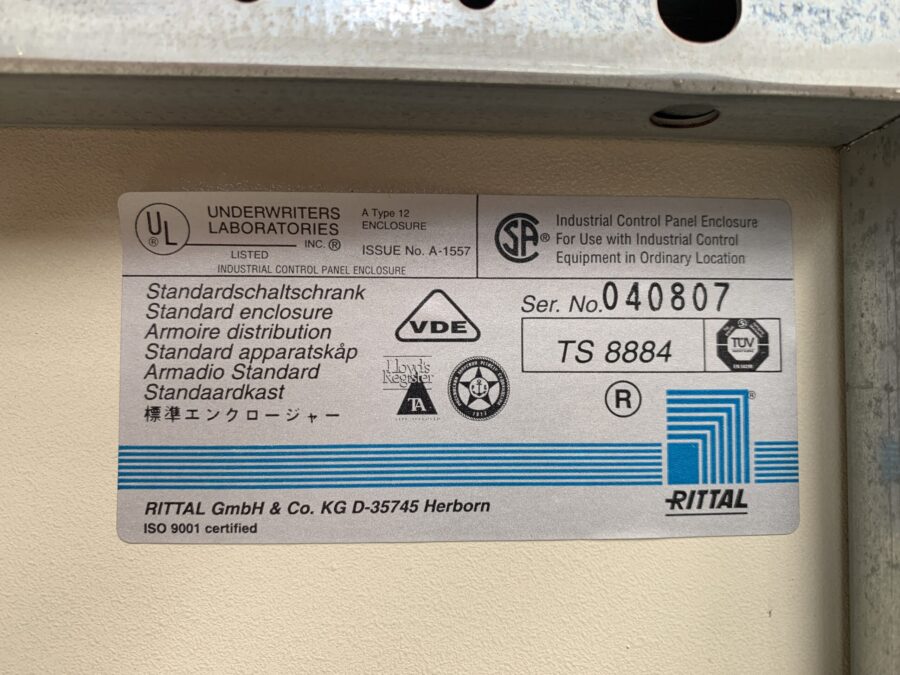 UL
®
UNDERWRITERS
LABORATORIES
INC. ®
LISTED
INDUSTRIAL CONTROL PANEL ENCLOSURE
A Type 12
ENCLOSURE
ISSUE No. A-1557
SA®
Industrial Control Panel Enclosure
For Use with Industrial Control
Equipment in Ordinary Location
Standardschaltschrank
Standard enclosure
Armoire distribution
Standard apparatskåp
Armadio Standard
Standaardkast
標準エンクロージャー
VDE
Lloyd's
Register
TA
1913
Ser. No. 040807
TS 8884
TÜV
®
®
RITTAL
RITTAL GmbH & Co. KG D-35745 Herborn
ISO 9001 certified